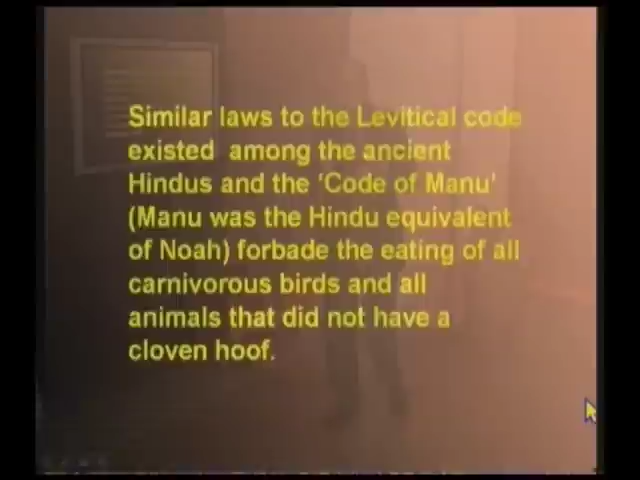 Similar laws to the Levitical code
existed among the ancient
Hindus and the 'Code of Manu'
(Manu was the Hindu equivalent
of Noah) forbade the eating of all
carnivorous birds and all
animals that did not have a
cloven hoof.